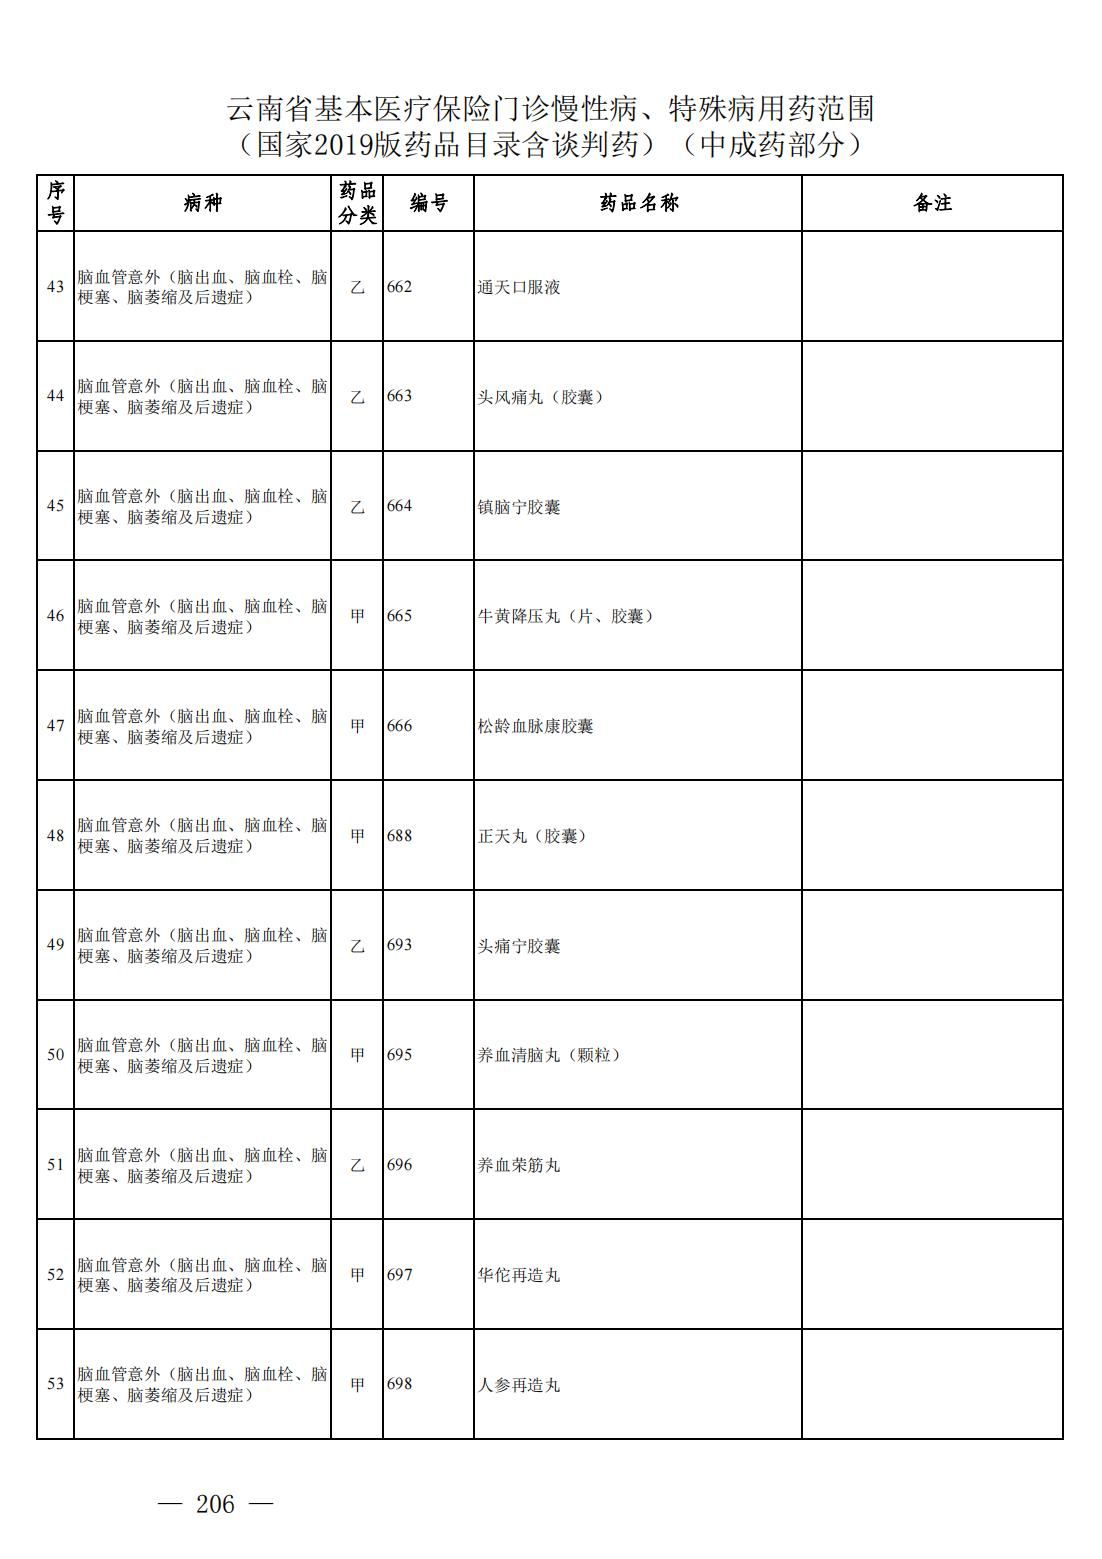 云南省基本医疗保险门诊慢性病、特殊病用药范围
（国家2019版药品目录含谈判药）（中成药部分）
序号 病种 药品分类 编号 药品名称 备注
43 脑血管意外（脑出血、脑血栓、脑梗塞、脑萎缩及后遗症） 乙 662 通天口服液
44 脑血管意外（脑出血、脑血栓、脑梗塞、脑萎缩及后遗症） 乙 663 头风痛丸（胶囊）
45 脑血管意外（脑出血、脑血栓、脑梗塞、脑萎缩及后遗症） 乙 664 镇脑宁胶囊
46 脑血管意外（脑出血、脑血栓、脑梗塞、脑萎缩及后遗症） 甲 665 牛黄降压丸（片、胶囊）
47 脑血管意外（脑出血、脑血栓、脑梗塞、脑萎缩及后遗症） 甲 666 松龄血脉康胶囊
48 脑血管意外（脑出血、脑血栓、脑梗塞、脑萎缩及后遗症） 甲 688 正天丸（胶囊）
49 脑血管意外（脑出血、脑血栓、脑梗塞、脑萎缩及后遗症） 乙 693 头痛宁胶囊
50 脑血管意外（脑出血、脑血栓、脑梗塞、脑萎缩及后遗症） 甲 695 养血清脑丸（颗粒）
51 脑血管意外（脑出血、脑血栓、脑梗塞、脑萎缩及后遗症） 乙 696 养血荣筋丸
52 脑血管意外（脑出血、脑血栓、脑梗塞、脑萎缩及后遗症） 甲 697 华佗再造丸
53 脑血管意外（脑出血、脑血栓、脑梗塞、脑萎缩及后遗症） 甲 698 人参再造丸
— 206 —